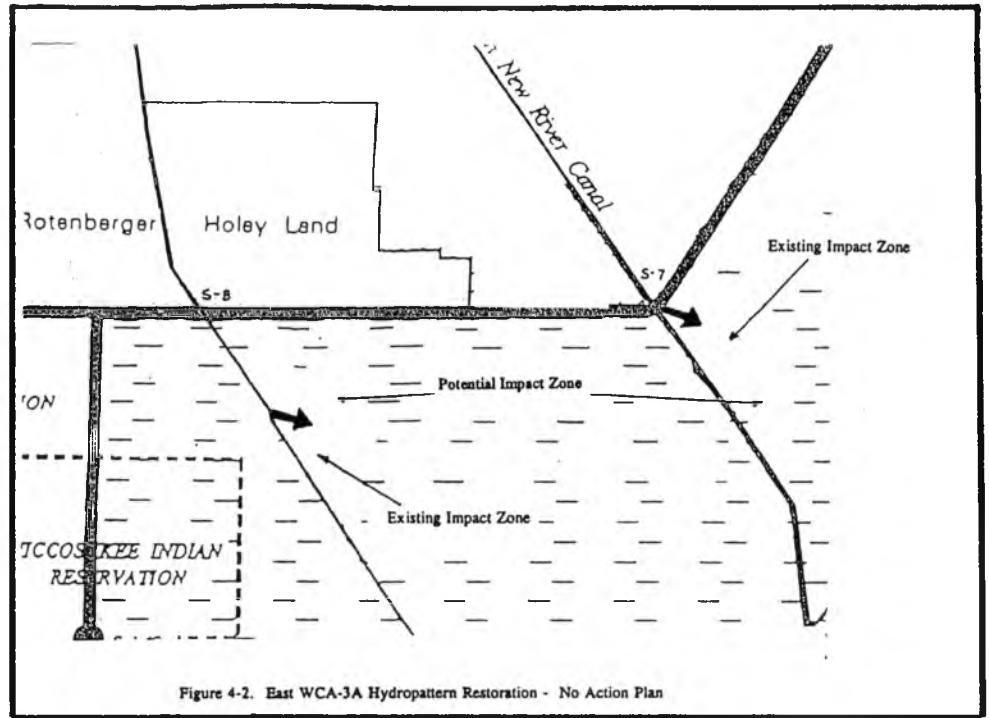 New River Canal
Rotenberger
Holey Land
Existing Impact Zone
S-7
S-8
Potential Impact Zone
ION
Existing Impact Zone
ICCOSUKEE INDIAN
RESERVATION
Figure 4-2. East WCA-3A Hydropattern Restoration - No Action Plan